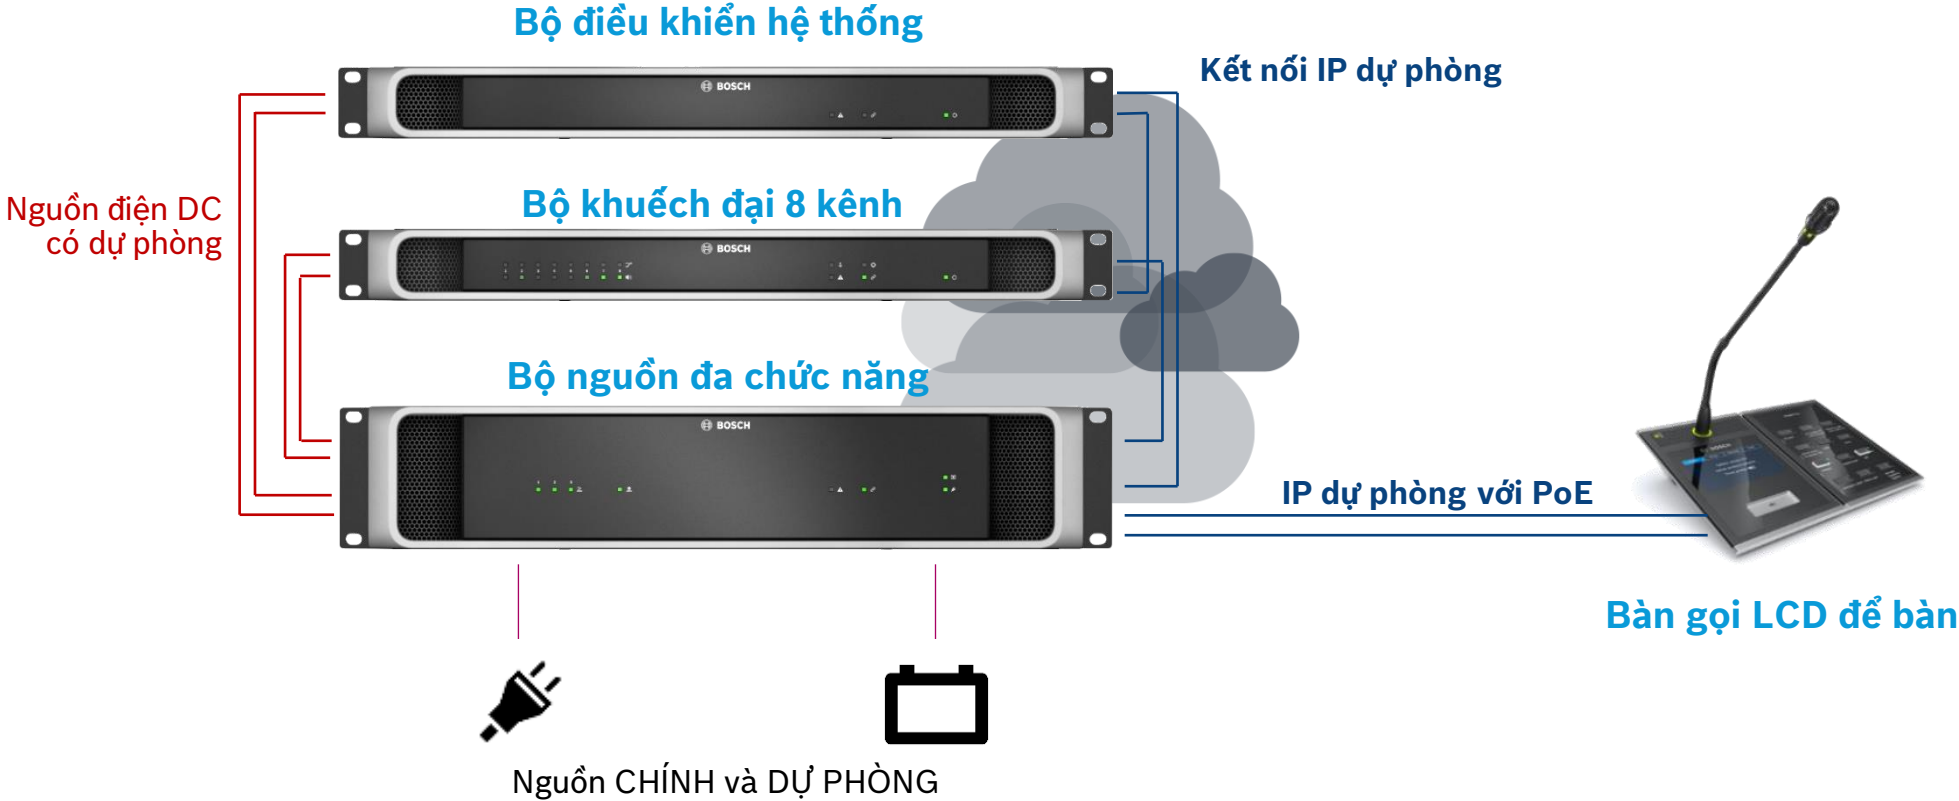 Bộ điều khiển hệ thống
Kết nối IP dự phòng
BOSCH
Nguồn điện DC
có dự phòng
Bộ khuếch đại 8 kênh
BOSCH
Bộ nguồn đa chức năng
BOSCH
IP dự phòng với PoE
Bàn gọi LCD để bàn
Nguồn CHÍNH và DỰ PHÒNG